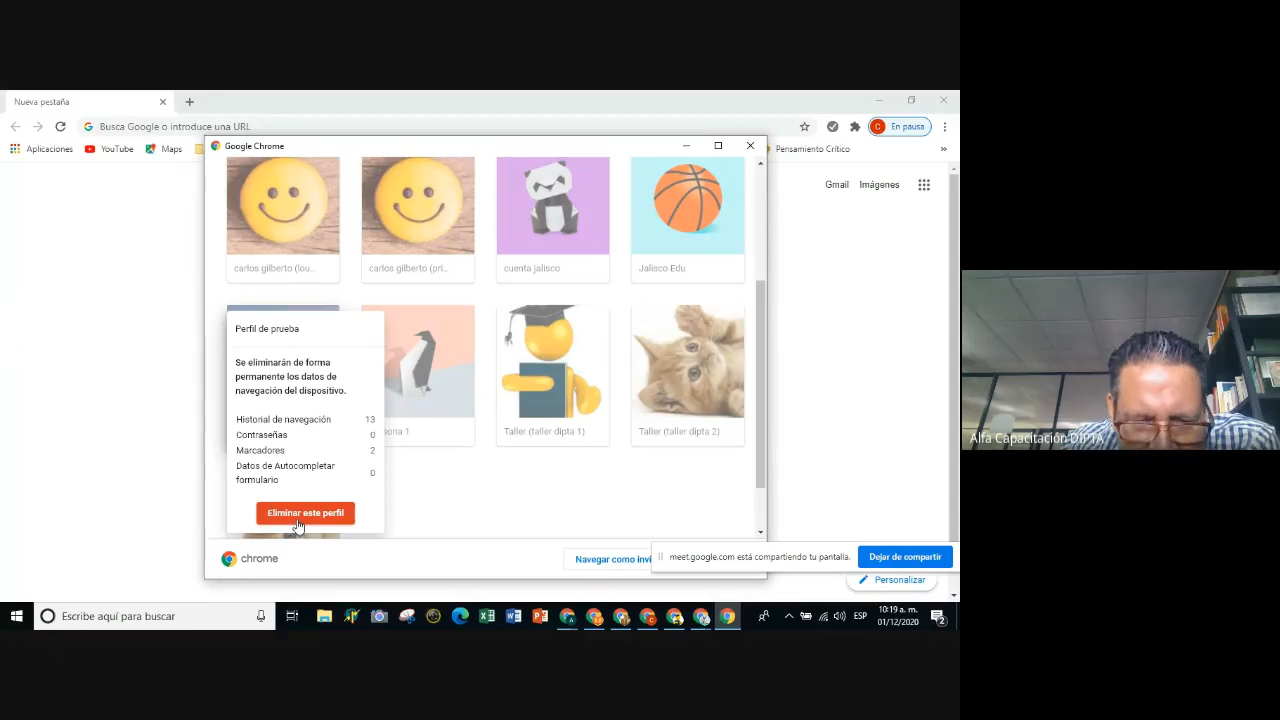 Nueva pestaña
Busca Google o introduce una URL
En pausa
C
Aplicaciones
YouTube
Maps
Pensamiento Crítico
»
Google Chrome
Gmail
Imágenes
carlos gilberto (lou...
carlos gilberto (pri...
cuenta jalisco
Jalisco Edu
Perfil de prueba
Se eliminarán de forma
permanente los datos de
navegación del dispositivo.
Historial de navegación 13
Contraseñas 0
Marcadores 2
Datos de Autocompletar
formulario 0
Eliminar este perfil
sona 1
Taller (taller dipta 1)
Taller (taller dipta 2)
chrome
Navegar como invi
meet.google.com está compartiendo tu pantalla.
Dejar de compartir
Personalizar
Escribe aquí para buscar
ESP
10:19 a. m.
01/12/2020
2
Alfa Capacitación DIPTA